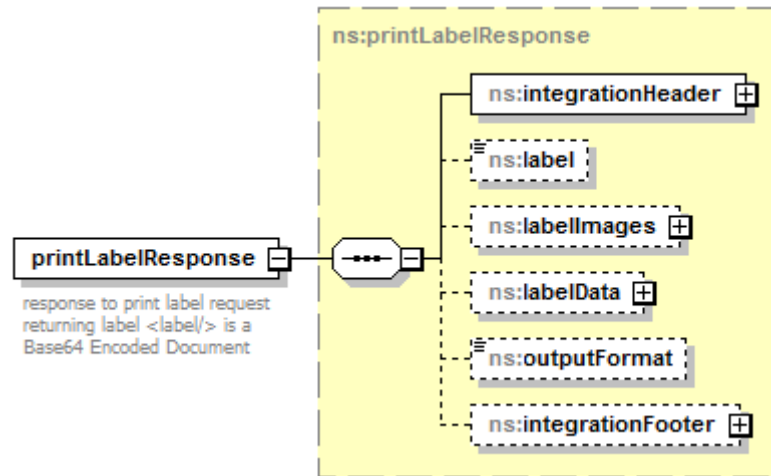 ns:printLabelResponse
ns:integrationHeader
ns:label
ns:labelImages
printLabelResponse
response to print label request
returning label <label/> is a
Base64 Encoded Document
ns:labelData
ns:outputFormat
ns:integrationFooter